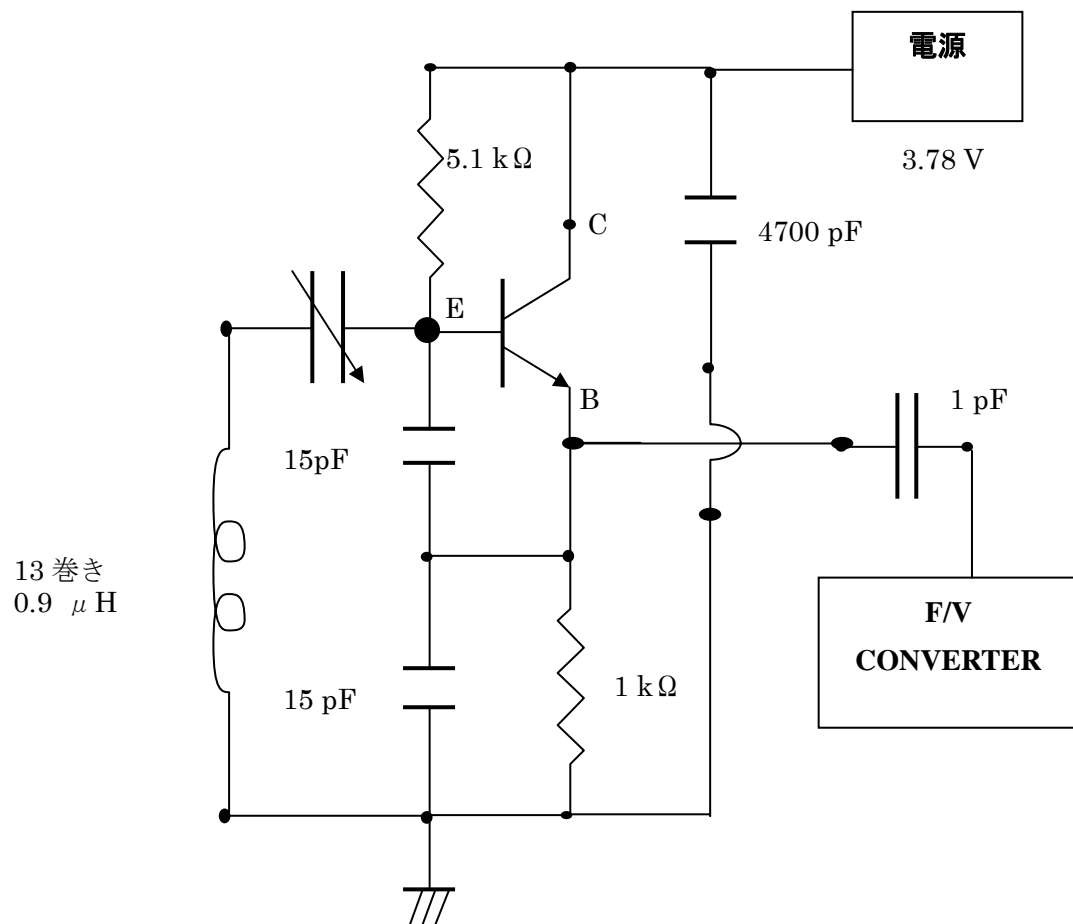 電源
3.78 V
5.1 kΩ
C
4700 pF
E
B
1 pF
15pF
13 巻き
0.9 μH
F/V
CONVERTER
15 pF
1 kΩ